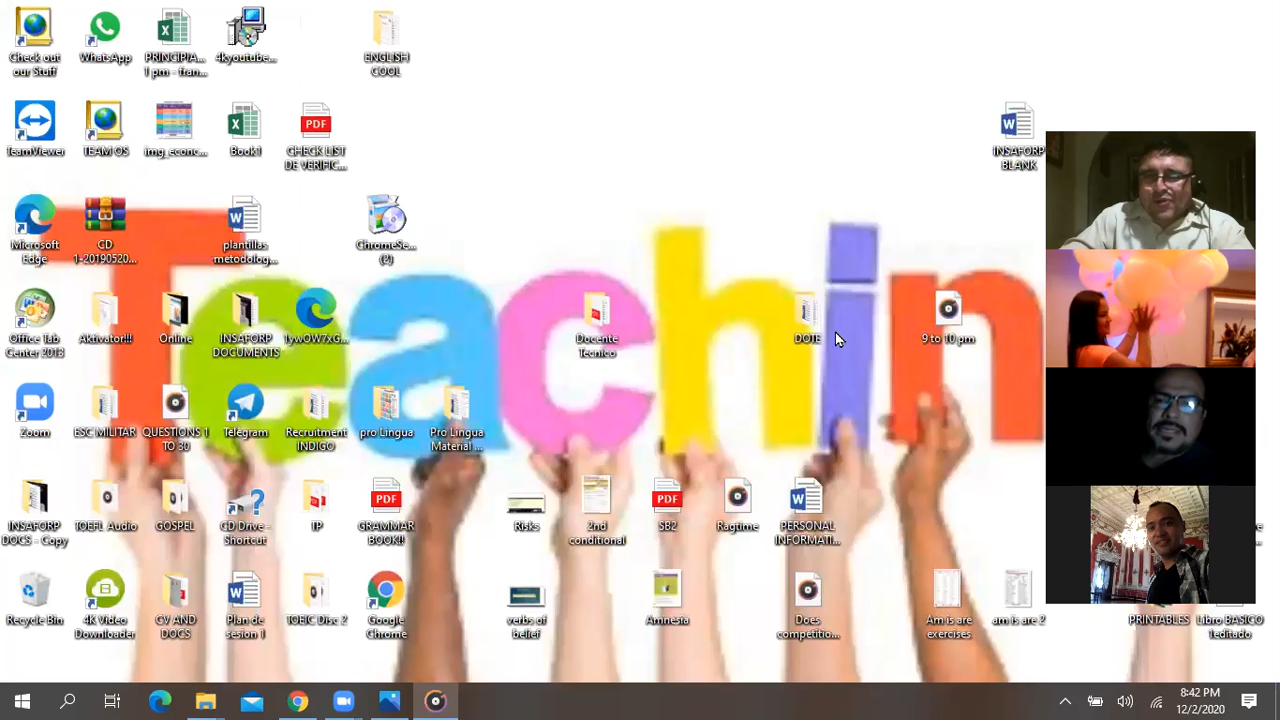 Check out
our Stuff
WhatsApp
PRINCIPIA...
1 pm - fran...
4kyoutube...
ENGLISH
COOL
TeamViewer
TEAM OS
img_econc...
Book1
PDF
CHECK LIST
DE VERIFIC...
INSAFORP
BLANK
Microsoft
Edge
CD
1-20190520...
plantillas
metodolog...
ChromeSe...
(2)
Teachin
Office Tab
Center 2013
Aktivator!!!
Online
INSAFORP
DOCUMENTS
1ywOW7xG...
Docente
Tecnico
DOTE
9 to 10 pm
Zoom
ESC MILITAR
QUESTIONS 1
TO 30
Telegram
Recruitment
INDIGO
pro Lingua
Pro Lingua
Material ...
INSAFORP
DOCS - Copy
TOEFL Audio
GOSPEL
CD Drive -
Shortcut
TP
PDF
GRAMMAR
BOOK!!!
Risks
2nd
conditional
PDF
SB2
Ragtime
PERSONAL
INFORMATI...
Recycle Bin
4K Video
Downloader
CV AND
DOCS
Plan de
sesion 1
TOEIC Disc 2
Google
Chrome
verbs of
belief
Amnesia
Does
competitio...
Am is are
exercises
am is are 2
PRINTABLES
Libro BASICO
1editado
8:42 PM
12/2/2020